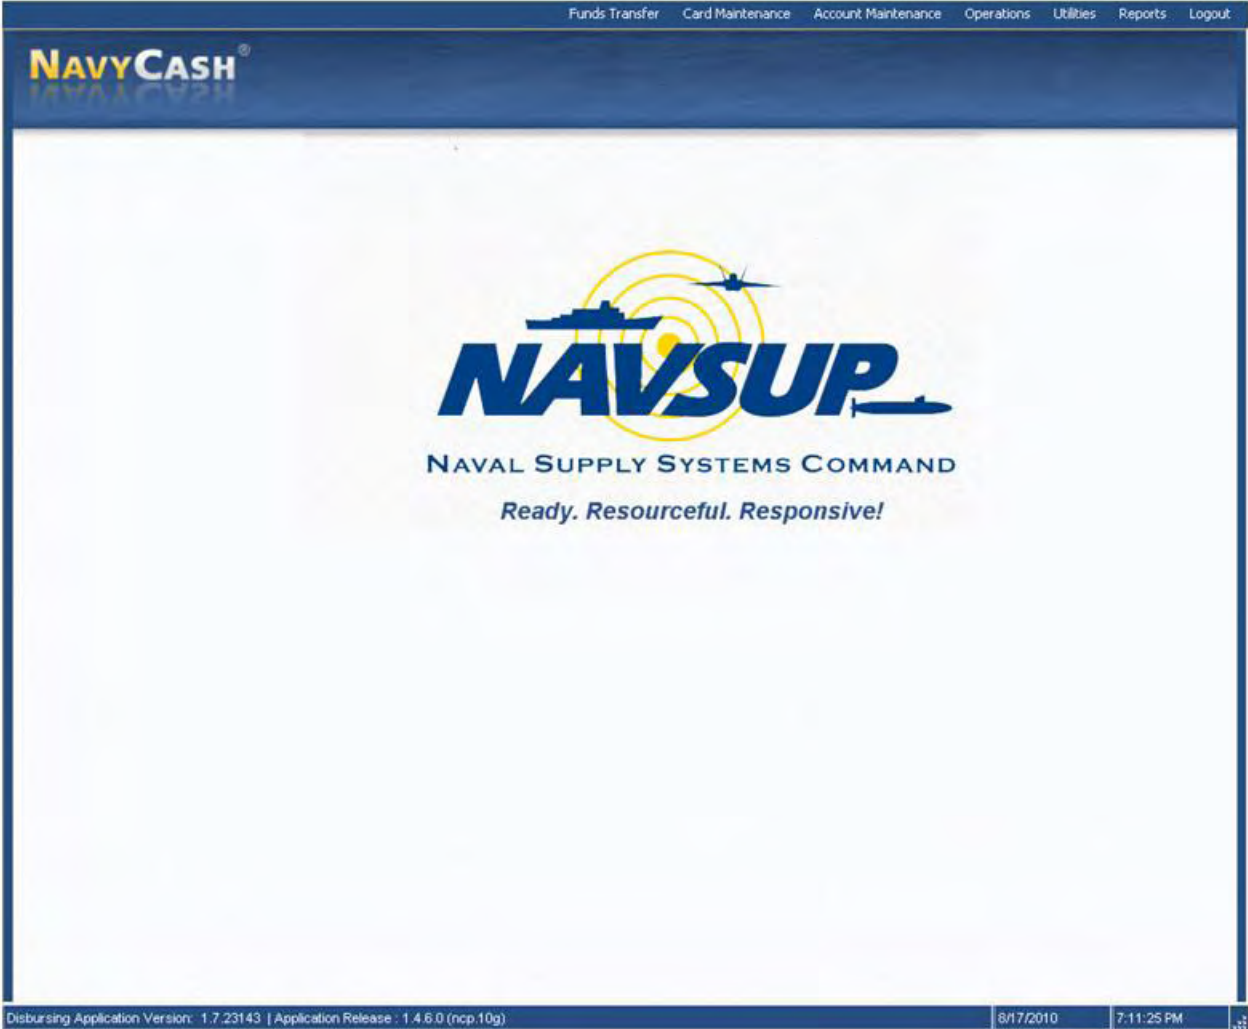 Funds Transfer Card Maintenance Account Maintenance Operations Utilities Reports Logout
NAVYCASH®
NAVSUP
NAVAL SUPPLY SYSTEMS COMMAND
Ready. Resourceful. Responsive!
Disbursing Application Version: 1.7.23143 | Application Release : 1.4.6.0 (ncp.10g) 8/17/2010 7:11:25 PM